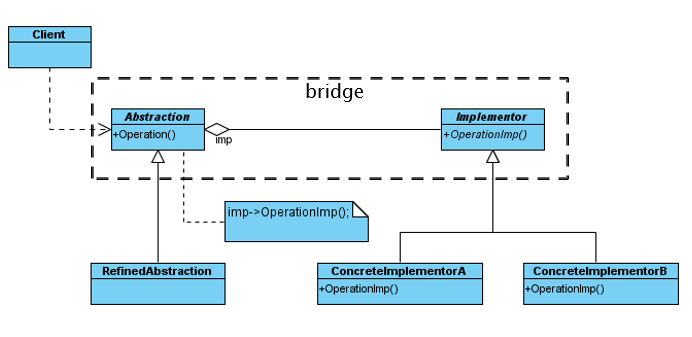 Client
bridge
Abstraction
+Operation()
imp
Implementor
+OperationImp()
imp->OperationImp();
RefinedAbstraction
ConcreteImplementorA
+OperationImp()
ConcreteImplementorB
+OperationImp()